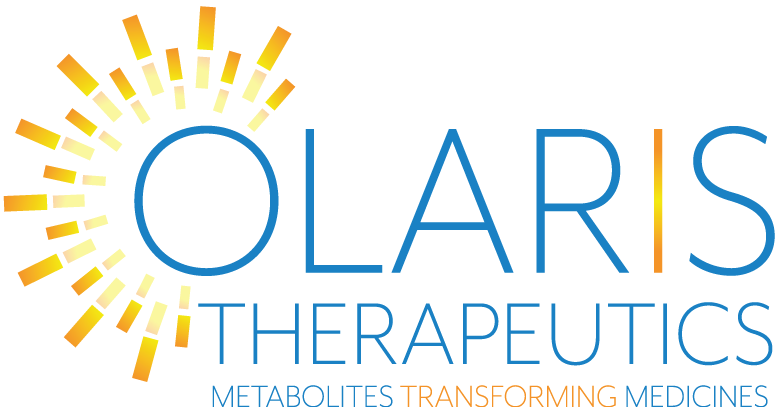 OLARIS
THERAPEUTICS
METABOLITES TRANSFORMING MEDICINES